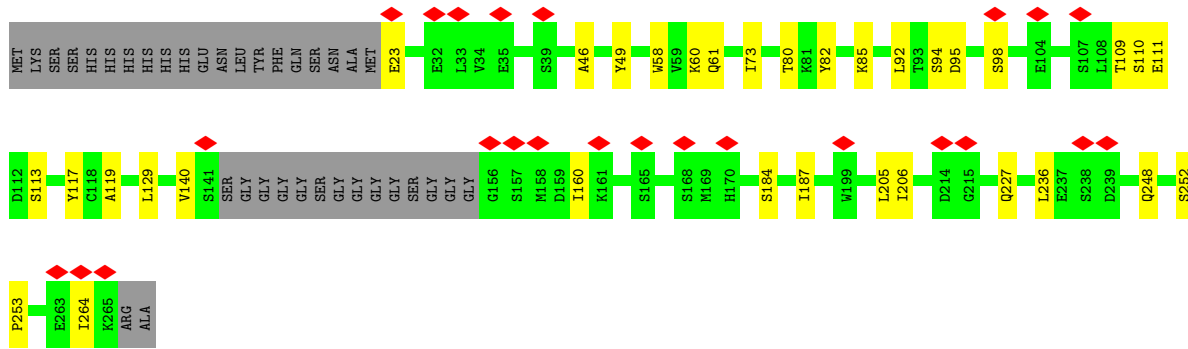 MET LYS SER SER HIS HIS HIS HIS HIS HIS GLU ASN LEU TYR PHE GLN SER ASN ALA MET E23 E32 L33 V34 E35 S39 A46 Y49 W58 V59 K60 Q61 I73 T80 K81 Y82 K85 L92 T93 S94 D95 S98 E104 S107 L108 T109 S110 E111
D112 S113 Y117 C118 A119 L129 V140 S141 SER GLY GLY GLY GLY SER GLY GLY GLY GLY SER GLY GLY GLY G156 S157 M158 D159 I160 K161 S165 S168 M169 H170 S184 I187 W199 L205 I206 D214 G215 Q227 L236 E237 S238 D239 Q248 S252
P253 E263 I264 K265 ARG ALA